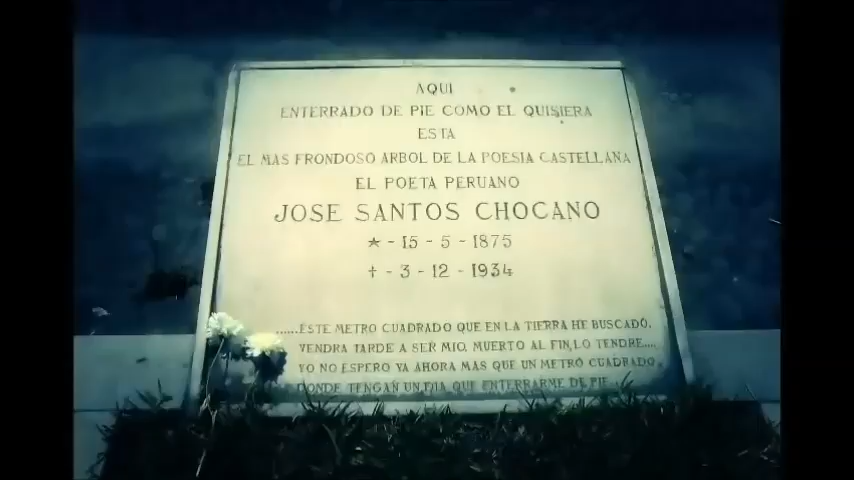 AQUI
ENTERRADO DE PIE COMO EL QUISIERA
ESTA
EL MAS FRONDOSO ARBOL DE LA POESIA CASTELLANA
EL POETA PERUANO
JOSE SANTOS CHOCANO
★ - 15 - 5 - 1875
† - 3 - 12 - 1934
......ESTE METRO CUADRADO QUE EN LA TIERRA HE BUSCADO,
VENDRA TARDE A SER MIO. MUERTO AL FIN, LO TENDRE....
YO NO ESPERO YA AHORA MAS QUE UN METRO CUADRADO
DONDE TENGAN UN DIA QUE ENTERRARME DE PIE.